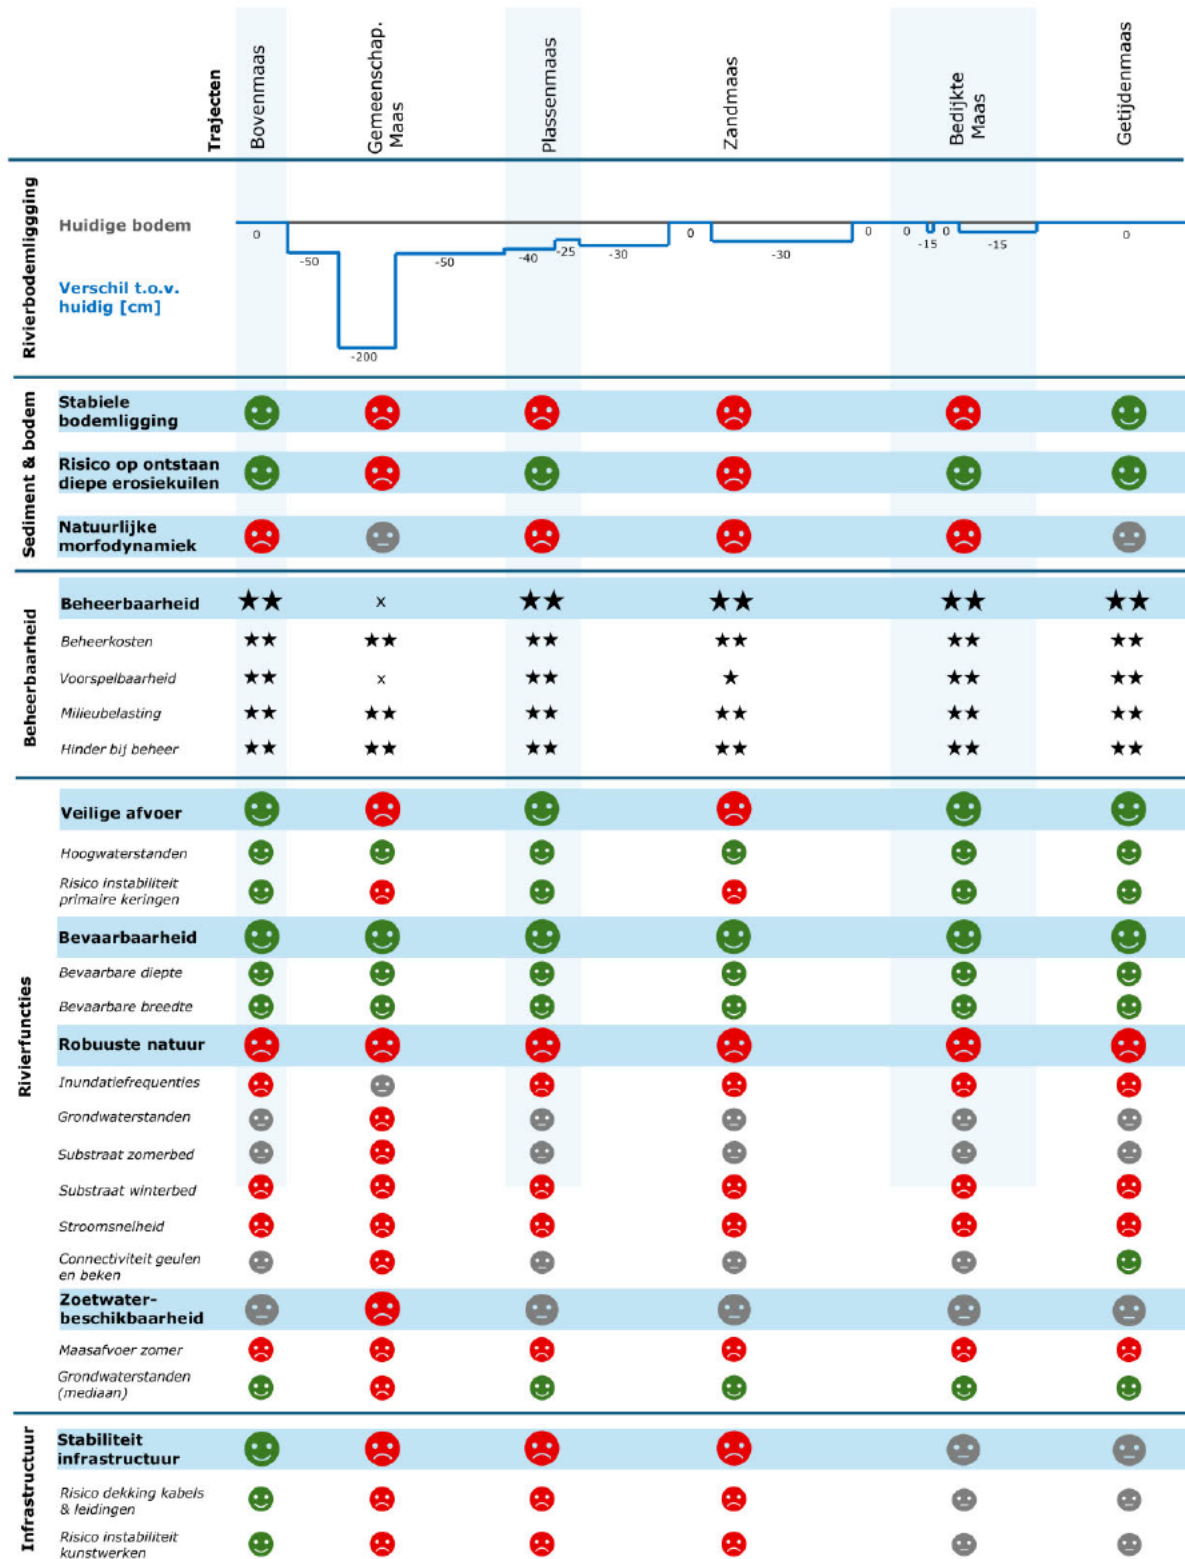 Trajecten
Bovenmaas
Gemeenschap.
Maas
Plassenmaas
Zandmaas
Bedijkte
Maas
Getijdenmaas
Rivierbodemliggging
Huidige bodem
Verschil t.o.v.
huidig [cm]
0
-50
-200
-50
-40
-25
-30
0
-30
0
0
-15
0
-15
0
Sediment & bodem
Stabiele
bodemligging
Risico op ontstaan
diepe erosiekuilen
Natuurlijke
morfodynamiek
Beheerbaarheid
Beheerbaarheid ★★ x ★★ ★★ ★★ ★★
Beheerkosten ★★ ★★ ★★ ★★ ★★ ★★
Voorspelbaarheid ★★ x ★★ ★ ★★ ★★
Milieubelasting ★★ ★★ ★★ ★★ ★★ ★★
Hinder bij beheer ★★ ★★ ★★ ★★ ★★ ★★
Rivierfuncties
Veilige afvoer
Hoogwaterstanden
Risico instabiliteit
primaire keringen
Bevaarbaarheid
Bevaarbare diepte
Bevaarbare breedte
Robuuste natuur
Inundatiefrequenties
Grondwaterstanden
Substraat zomerbed
Substraat winterbed
Stroomsnelheid
Connectiviteit geulen
en beken
Zoetwater-
beschikbaarheid
Maasafvoer zomer
Grondwaterstanden
(mediaan)
Infrastructuur
Stabiliteit
infrastructuur
Risico dekking kabels
& leidingen
Risico instabiliteit
kunstwerken